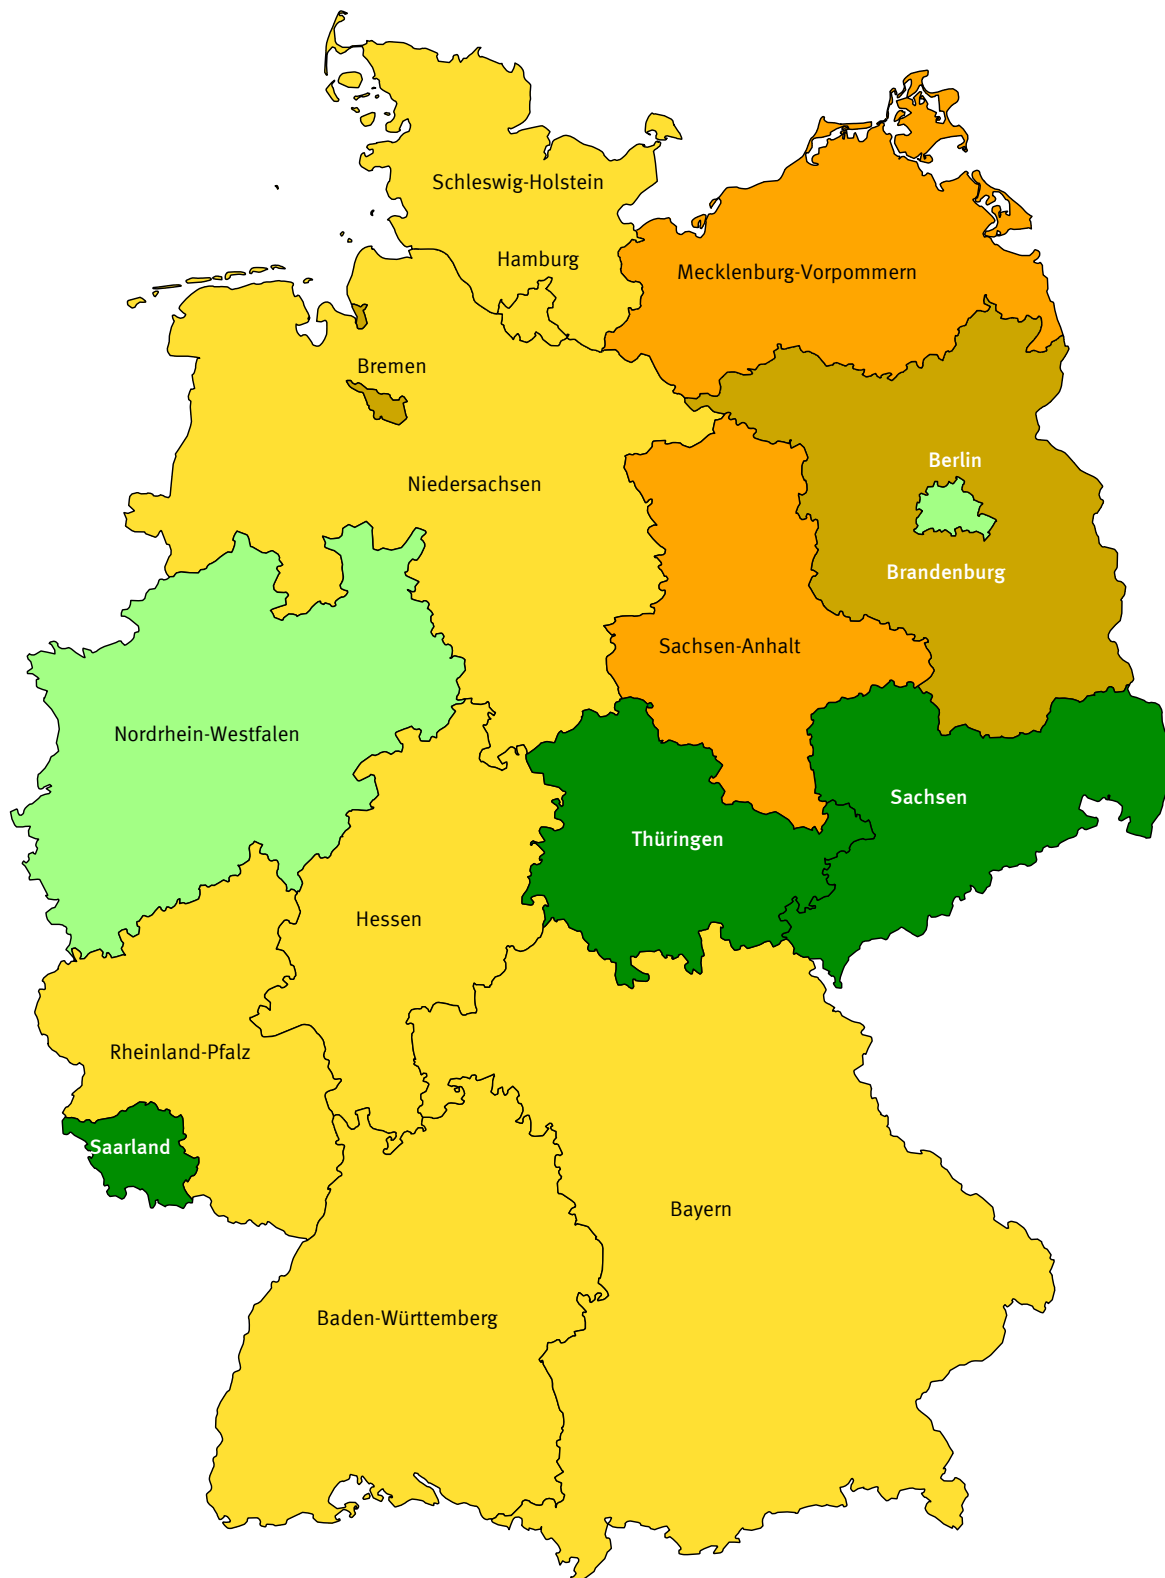 Schleswig-Holstein
Hamburg
Mecklenburg-Vorpommern
Bremen
Berlin
Niedersachsen
Brandenburg
Sachsen-Anhalt
Nordrhein-Westfalen
Sachsen
Thüringen
Hessen
Rheinland-Pfalz
Saarland
Bayern
Baden-Württemberg